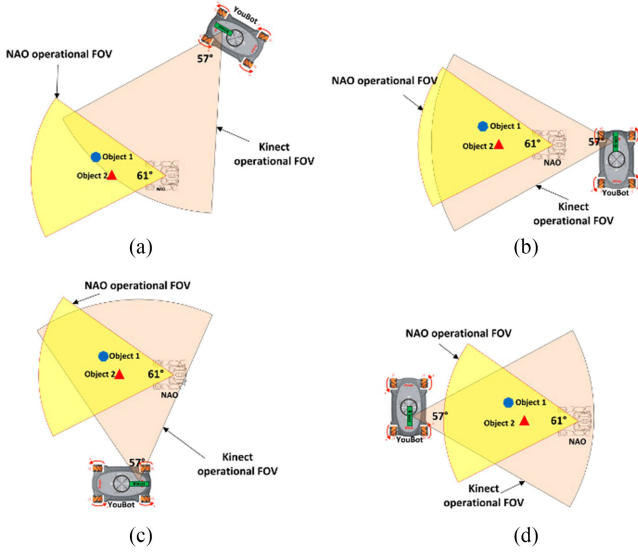 YouBot
NAO operational FOV
57°
Object 1
Object 2
61°
NAO
Kinect
operational FOV
(a)
NAO operational FOV
Object 1
Object 2
61°
57°
NAO
YouBot
Kinect
operational FOV
(b)
NAO operational FOV
Object 1
Object 2
61°
NAO
Kinect
operational FOV
57°
YouBot
(c)
NAO operational FOV
Object 1
57°
Object 2
61°
NAO
YouBot
Kinect
operational FOV
(d)